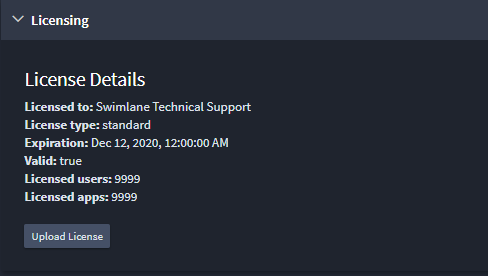 Licensing
License Details
Licensed to: Swimlane Technical Support
License type: standard
Expiration: Dec 12, 2020, 12:00:00 AM
Valid: true
Licensed users: 9999
Licensed apps: 9999
Upload License